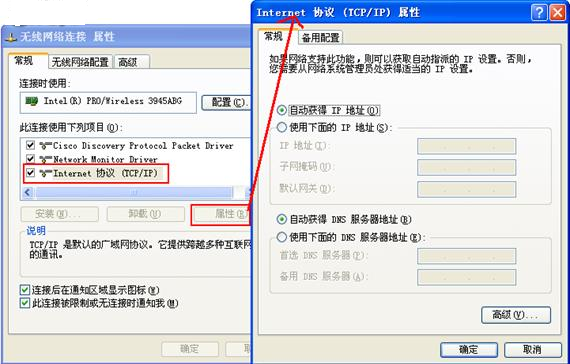 无线网络连接 属性
常规
无线网络配置
高级
连接时使用:
Intel(R) PRO/Wireless 3945ABG
配置(C).
此连接使用下列项目(O):
Cisco Discovery Protocol Packet Driver
Network Monitor Driver
Internet 协议 (TCP/IP)
安装(N)...
卸载(U)
属性(R)
说明
TCP/IP 是默认的广域网协议。它提供跨越多种互联网
的通讯。
连接后在通知区域显示图标(W)
此连接被限制或无连接时通知我(M)
确定
Internet 协议 (TCP/IP) 属性
常规
备用配置
如果网络支持此功能，则可以获取自动指派的 IP 设置。否则，
您需要从网络系统管理员处获得适当的 IP 设置。
自动获得 IP 地址(O)
使用下面的 IP 地址(S):
IP 地址(I):
子网掩码(U):
默认网关(D):
自动获得 DNS 服务器地址(B)
使用下面的 DNS 服务器地址(E):
首选 DNS 服务器(P):
备用 DNS 服务器(A):
高级(V)...
确定
取消